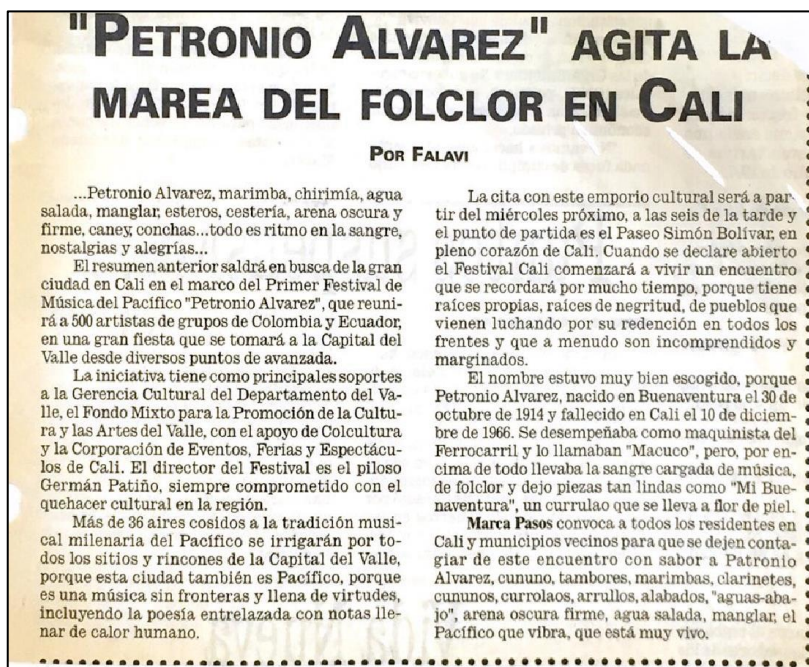 "PETRONIO ALVAREZ" AGITA LA
MAREA DEL FOLCLOR EN CALI
POR FALAVI
...Petronio Alvarez, marimba, chirimía, agua
salada, manglar, esteros, cestería, arena oscura y
firme, caney, conchas...todo es ritmo en la sangre,
nostalgias y alegrías...
El resumen anterior saldrá en busca de la gran
ciudad en Cali en el marco del Primer Festival de
Música del Pacífico "Petronio Alvarez", que reuni-
rá a 500 artistas de grupos de Colombia y Ecuador,
en una gran fiesta que se tomará a la Capital del
Valle desde diversos puntos de avanzada.
La iniciativa tiene como principales soportes
a la Gerencia Cultural del Departamento del Va-
lle, el Fondo Mixto para la Promoción de la Cultu-
ra y las Artes del Valle, con el apoyo de Colcultura
y la Corporación de Eventos, Ferias y Espectácu-
los de Cali. El director del Festival es el piloso
Germán Patiño, siempre comprometido con el
quehacer cultural en la región.
Más de 36 aires cosidos a la tradición musi-
cal milenaria del Pacífico se irrigarán por to-
dos los sitios y rincones de la Capital del Valle,
porque esta ciudad también es Pacífico, porque
es una música sin fronteras y llena de virtudes,
incluyendo la poesía entrelazada con notas lle-
nar de calor humano.
La cita con este emporio cultural será a par-
tir del miércoles próximo, a las seis de la tarde y
el punto de partida es el Paseo Simón Bolívar, en
pleno corazón de Cali. Cuando se declare abierto
el Festival Cali comenzará a vivir un encuentro
que se recordará por mucho tiempo, porque tiene
raíces propias, raíces de negritud, de pueblos que
vienen luchando por su redención en todos los
frentes y que a menudo son incomprendidos y
marginados.
El nombre estuvo muy bien escogido, porque
Petronio Alvarez, nacido en Buenaventura el 30 de
octubre de 1914 y fallecido en Cali el 10 de diciem-
bre de 1966. Se desempeñaba como maquinista del
Ferrocarril y lo llamaban "Macuco", pero, por en-
cima de todo llevaba la sangre cargada de música,
de folclor y dejo piezas tan lindas como "Mi Bue-
naventura", un currulao que se lleva a flor de piel.
Marca Pasos convoca a todos los residentes en
Cali y municipios vecinos para que se dejen conta-
giar de este encuentro con sabor a Patronio
Alvarez, cununo, tambores, marimbas, clarinetes,
cununos, currolaos, arrullos, alabados, "aguas-aba-
jo", arena oscura firme, agua salada, manglar, el
Pacífico que vibra, que está muy vivo.